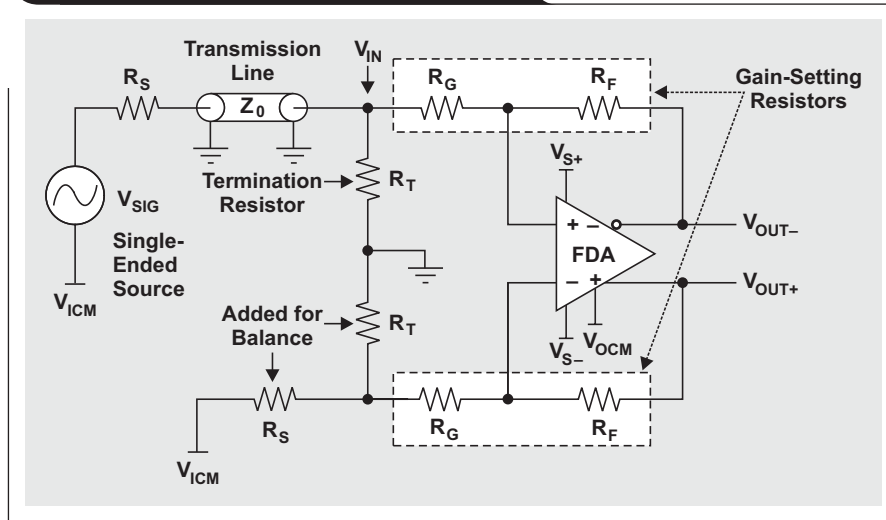 Transmission
Line
V_IN
R_S
Z_0
R_G
R_F
Gain-Setting
Resistors
V_SIG
Termination
Resistor
R_T
V_S+
+ –
FDA
– +
V_OUT–
V_OUT+
Single-
Ended
Source
V_ICM
Added for
Balance
R_T
V_S–
V_OCM
R_S
R_G
R_F
V_ICM